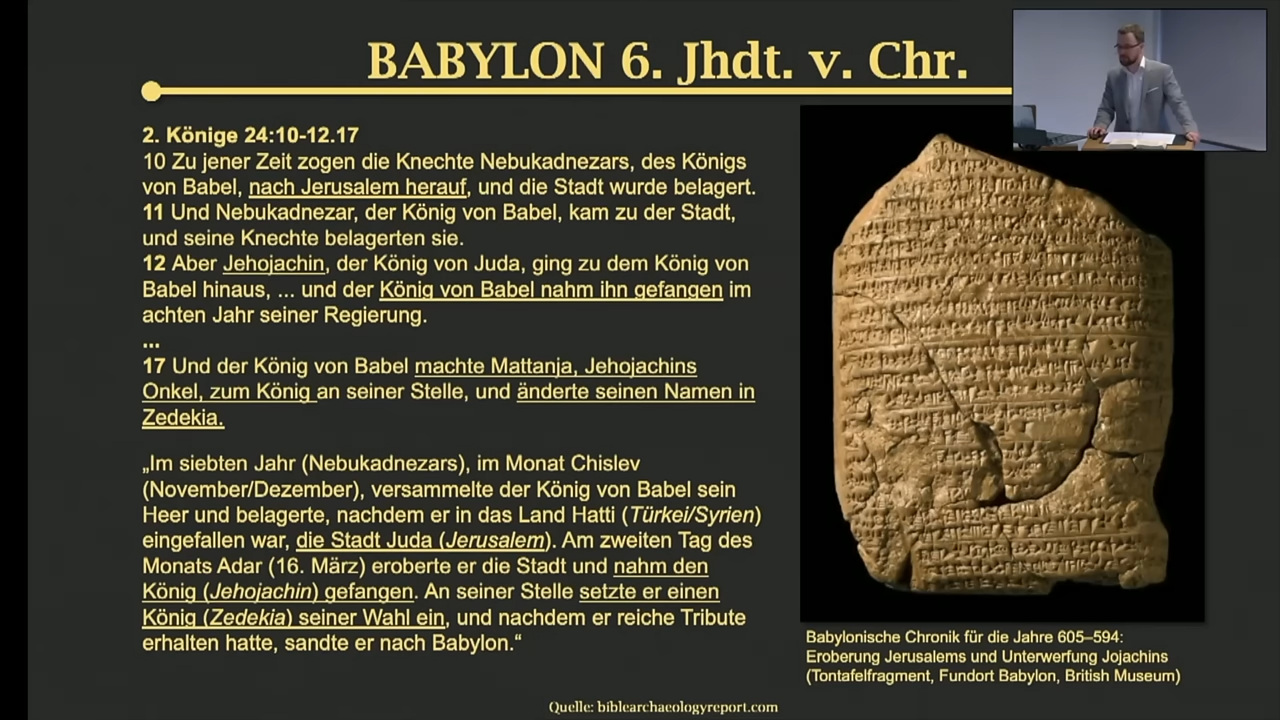 BABYLON 6. Jhdt. v. Chr.
2. Könige 24:10-12.17
10 Zu jener Zeit zogen die Knechte Nebukadnezars, des Königs
von Babel, nach Jerusalem herauf, und die Stadt wurde belagert.
11 Und Nebukadnezar, der König von Babel, kam zu der Stadt,
und seine Knechte belagerten sie.
12 Aber Jehojachin, der König von Juda, ging zu dem König von
Babel hinaus, ... und der König von Babel nahm ihn gefangen im
achten Jahr seiner Regierung.
...
17 Und der König von Babel machte Mattanja, Jehojachins
Onkel, zum König an seiner Stelle, und änderte seinen Namen in
Zedekia.
„Im siebten Jahr (Nebukadnezars), im Monat Chislev
(November/Dezember), versammelte der König von Babel sein
Heer und belagerte, nachdem er in das Land Hatti (Türkei/Syrien)
eingefallen war, die Stadt Juda (Jerusalem). Am zweiten Tag des
Monats Adar (16. März) eroberte er die Stadt und nahm den
König (Jehojachin) gefangen. An seiner Stelle setzte er einen
König (Zedekia) seiner Wahl ein, und nachdem er reiche Tribute
erhalten hatte, sandte er nach Babylon.“
Babylonische Chronik für die Jahre 605–594:
Eroberung Jerusalems und Unterwerfung Jojachins
(Tontafelfragment, Fundort Babylon, British Museum)
Quelle: biblearchaeologyreport.com